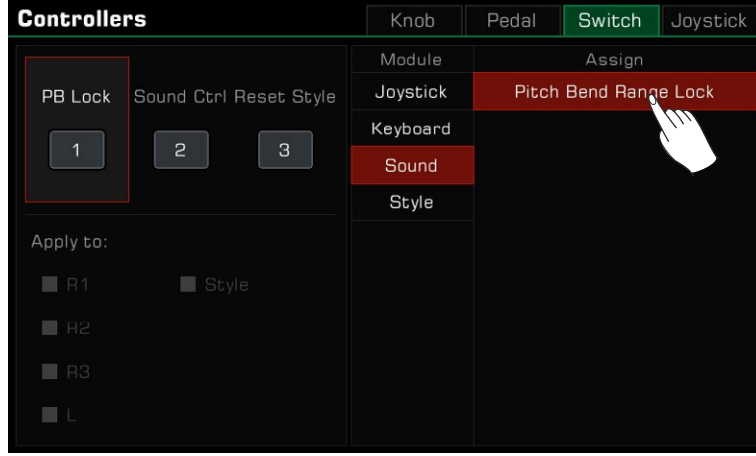 Controllers
Knob Pedal Switch Joystick
Module Assign
PB Lock Sound Ctrl Reset Style
1 2 3
Joystick
Keyboard
Sound
Style
Pitch Bend Range Lock
Apply to:
R1 Style
R2
R3
L